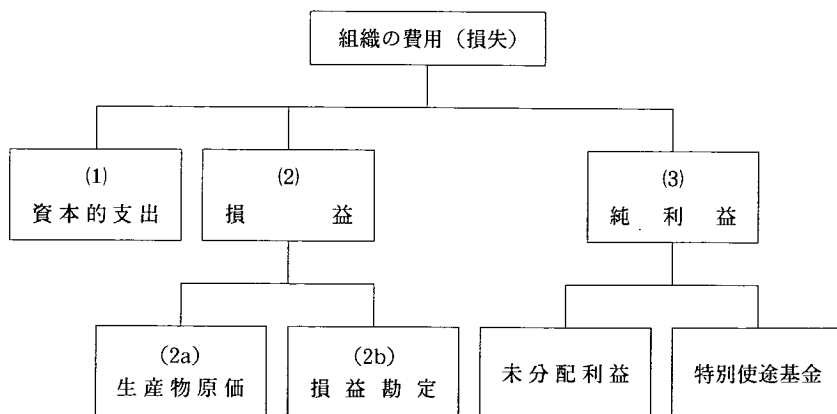 組織の費用（損失）
(1)
資本的支出
(2)
損益
(3)
純利益
(2a)
生産物原価
(2b)
損益勘定
未分配利益
特別使途基金